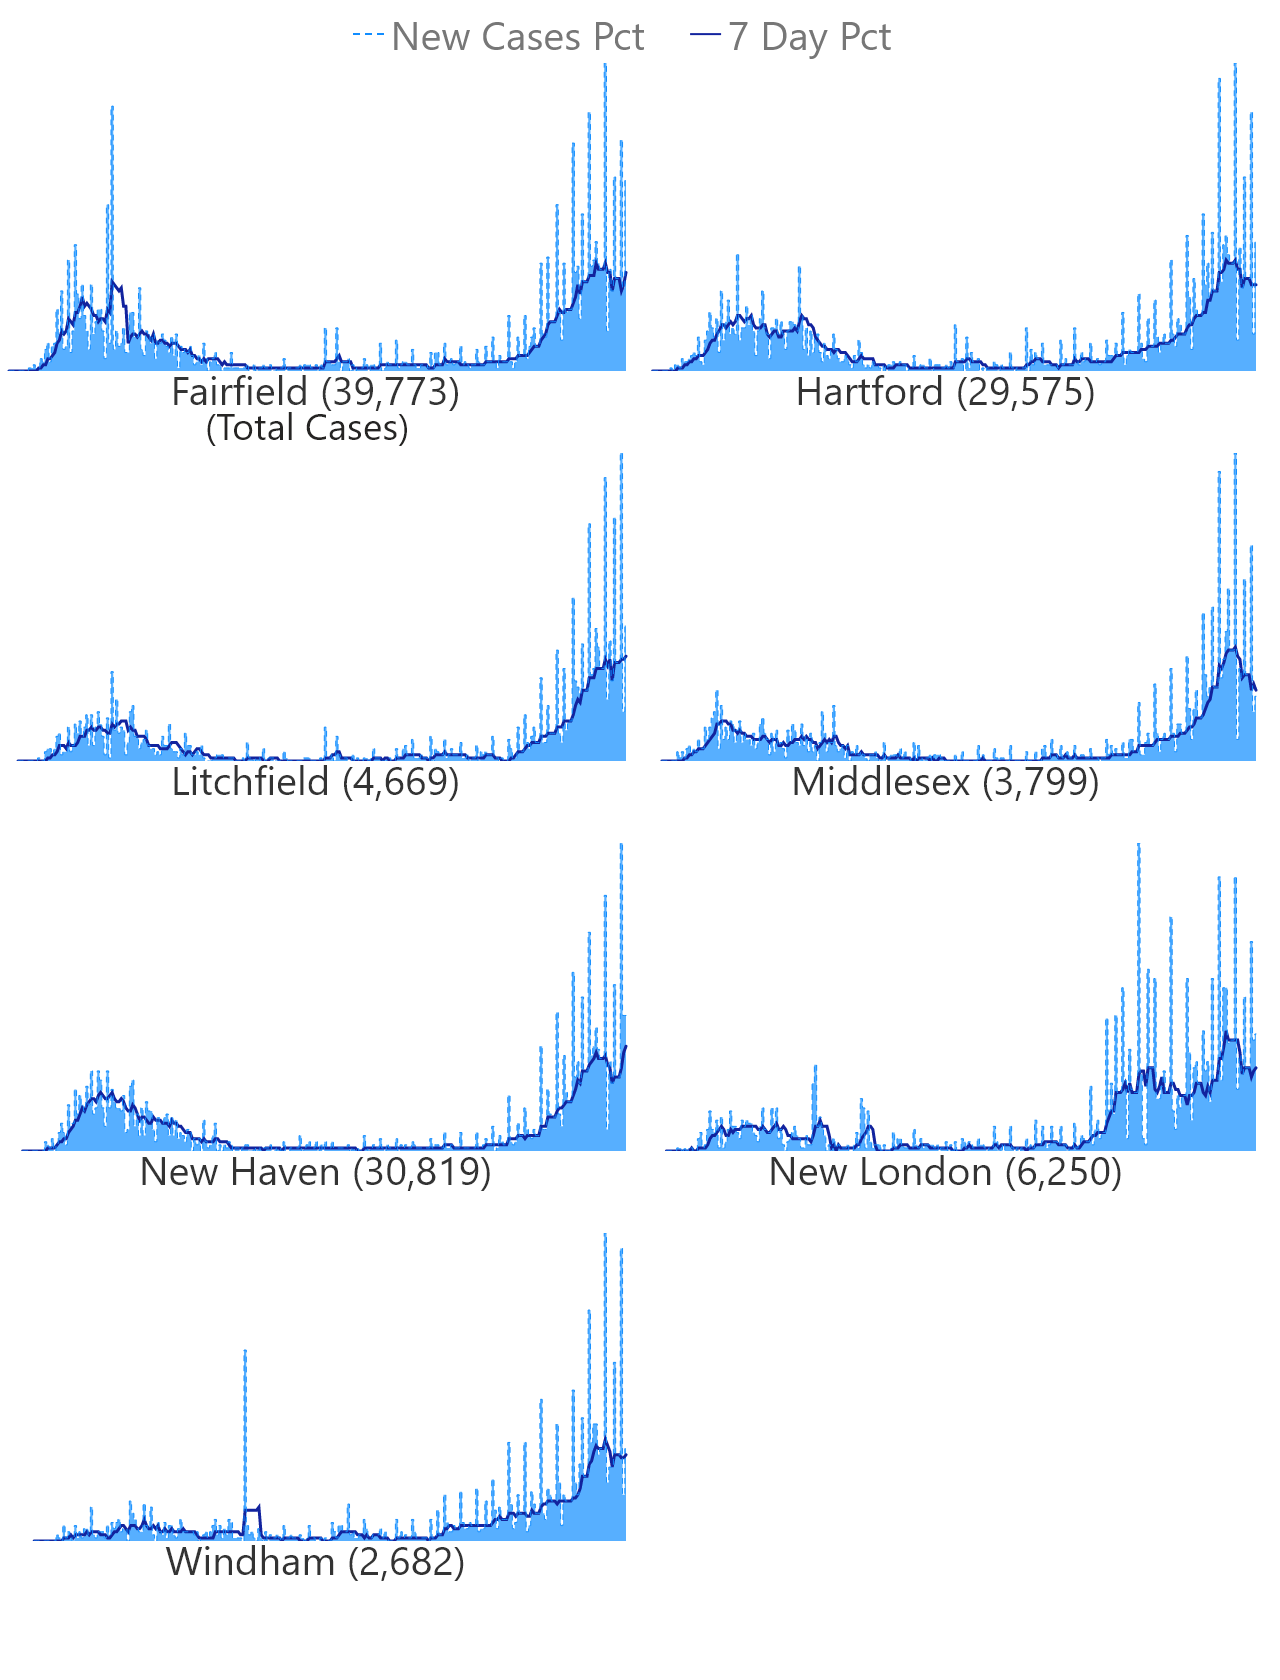 New Cases Pct 7 Day Pct
Fairfield (39,773) Hartford (29,575)
(Total Cases)
Litchfield (4,669) Middlesex (3,799)
New Haven (30,819) New London (6,250)
Windham (2,682)